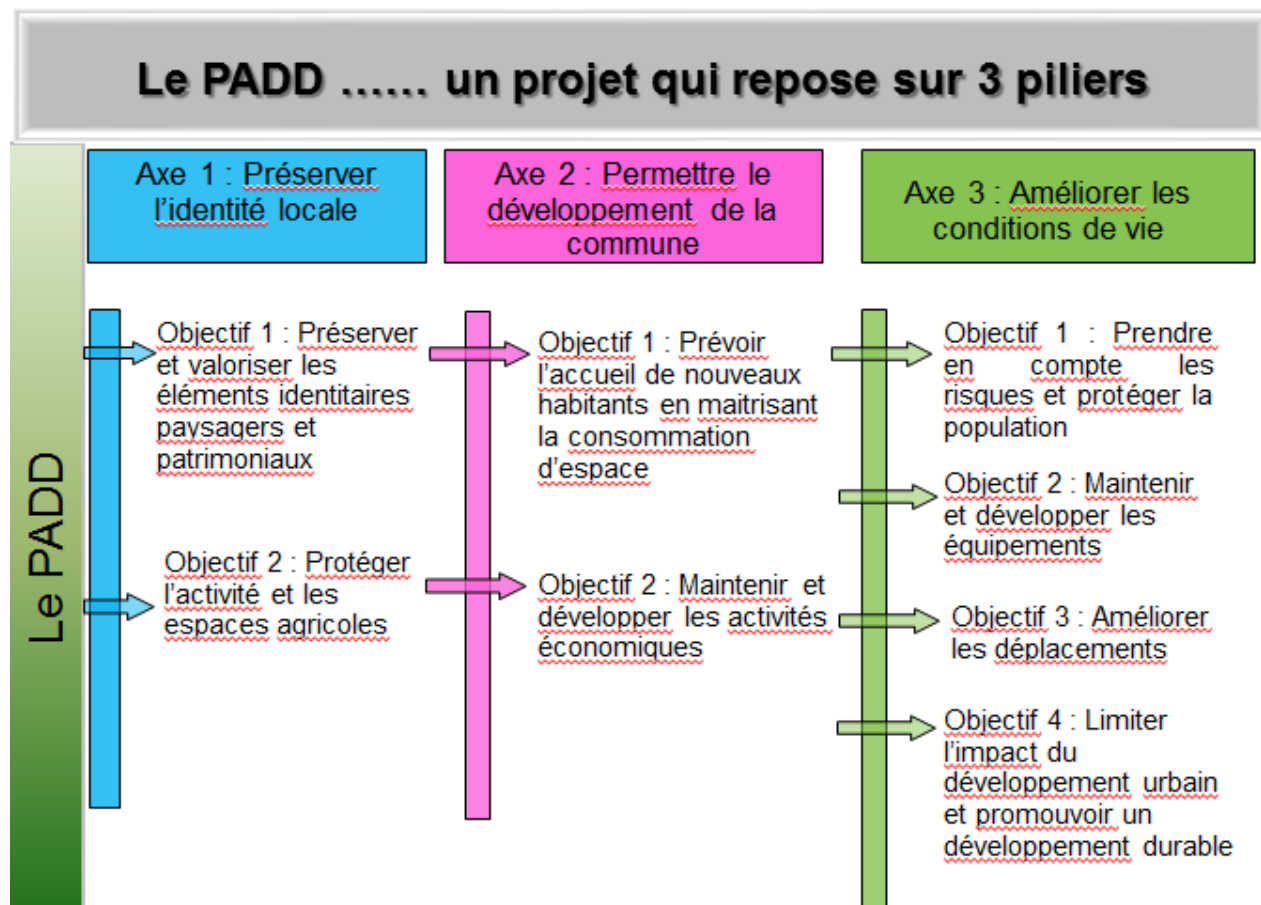 Le PADD ...... un projet qui repose sur 3 piliers
Le PADD
Axe 1 : Préserver
l'identité locale
Objectif 1 : Préserver
et valoriser les
éléments identitaires
paysagers et
patrimoniaux
Objectif 2 : Protéger
l'activité et les
espaces agricoles
Axe 2 : Permettre le
développement de la
commune
Objectif 1 : Prévoir
l'accueil de nouveaux
habitants en maitrisant
la consommation
d'espace
Objectif 2 : Maintenir et
développer les activités
économiques
Axe 3 : Améliorer les
conditions de vie
Objectif 1 : Prendre
en compte les
risques et protéger la
population
Objectif 2 : Maintenir
et développer les
équipements
Objectif 3 : Améliorer
les déplacements
Objectif 4 : Limiter
l'impact du
développement urbain
et promouvoir un
développement durable